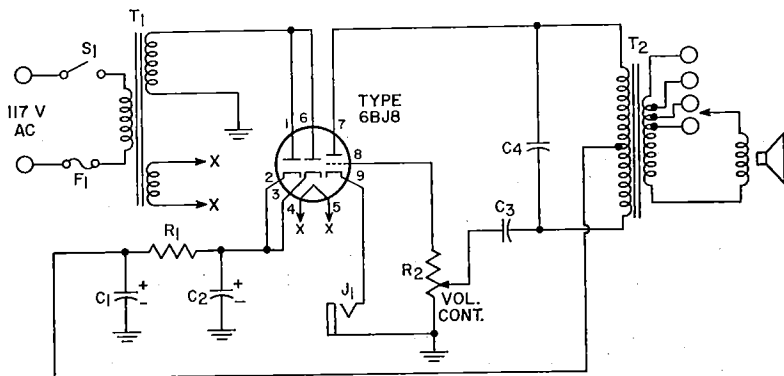 T1
T2
S1
117 V
AC
F1
X
X
TYPE
6BJ8
1
6
7
8
9
2
3
4
5
X
X
C4
C3
R1
C1
+
-
C2
+
-
J1
R2
VOL.
CONT.